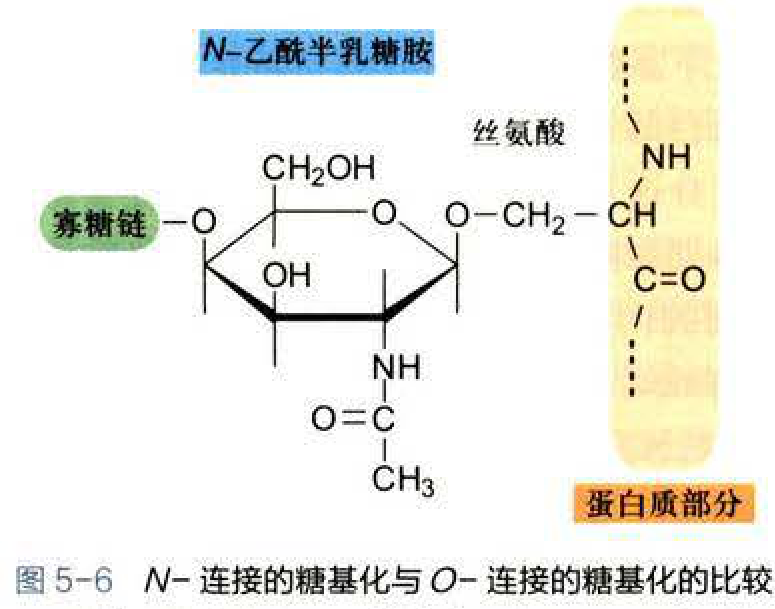 N-乙酰半乳糖胺
丝氨酸
NH
CH₂OH
寡糖链
O
O
O-CH₂-CH
OH
C=O
NH
O=C
CH₃
蛋白质部分
图 5-6 N- 连接的糖基化与 O- 连接的糖基化的比较